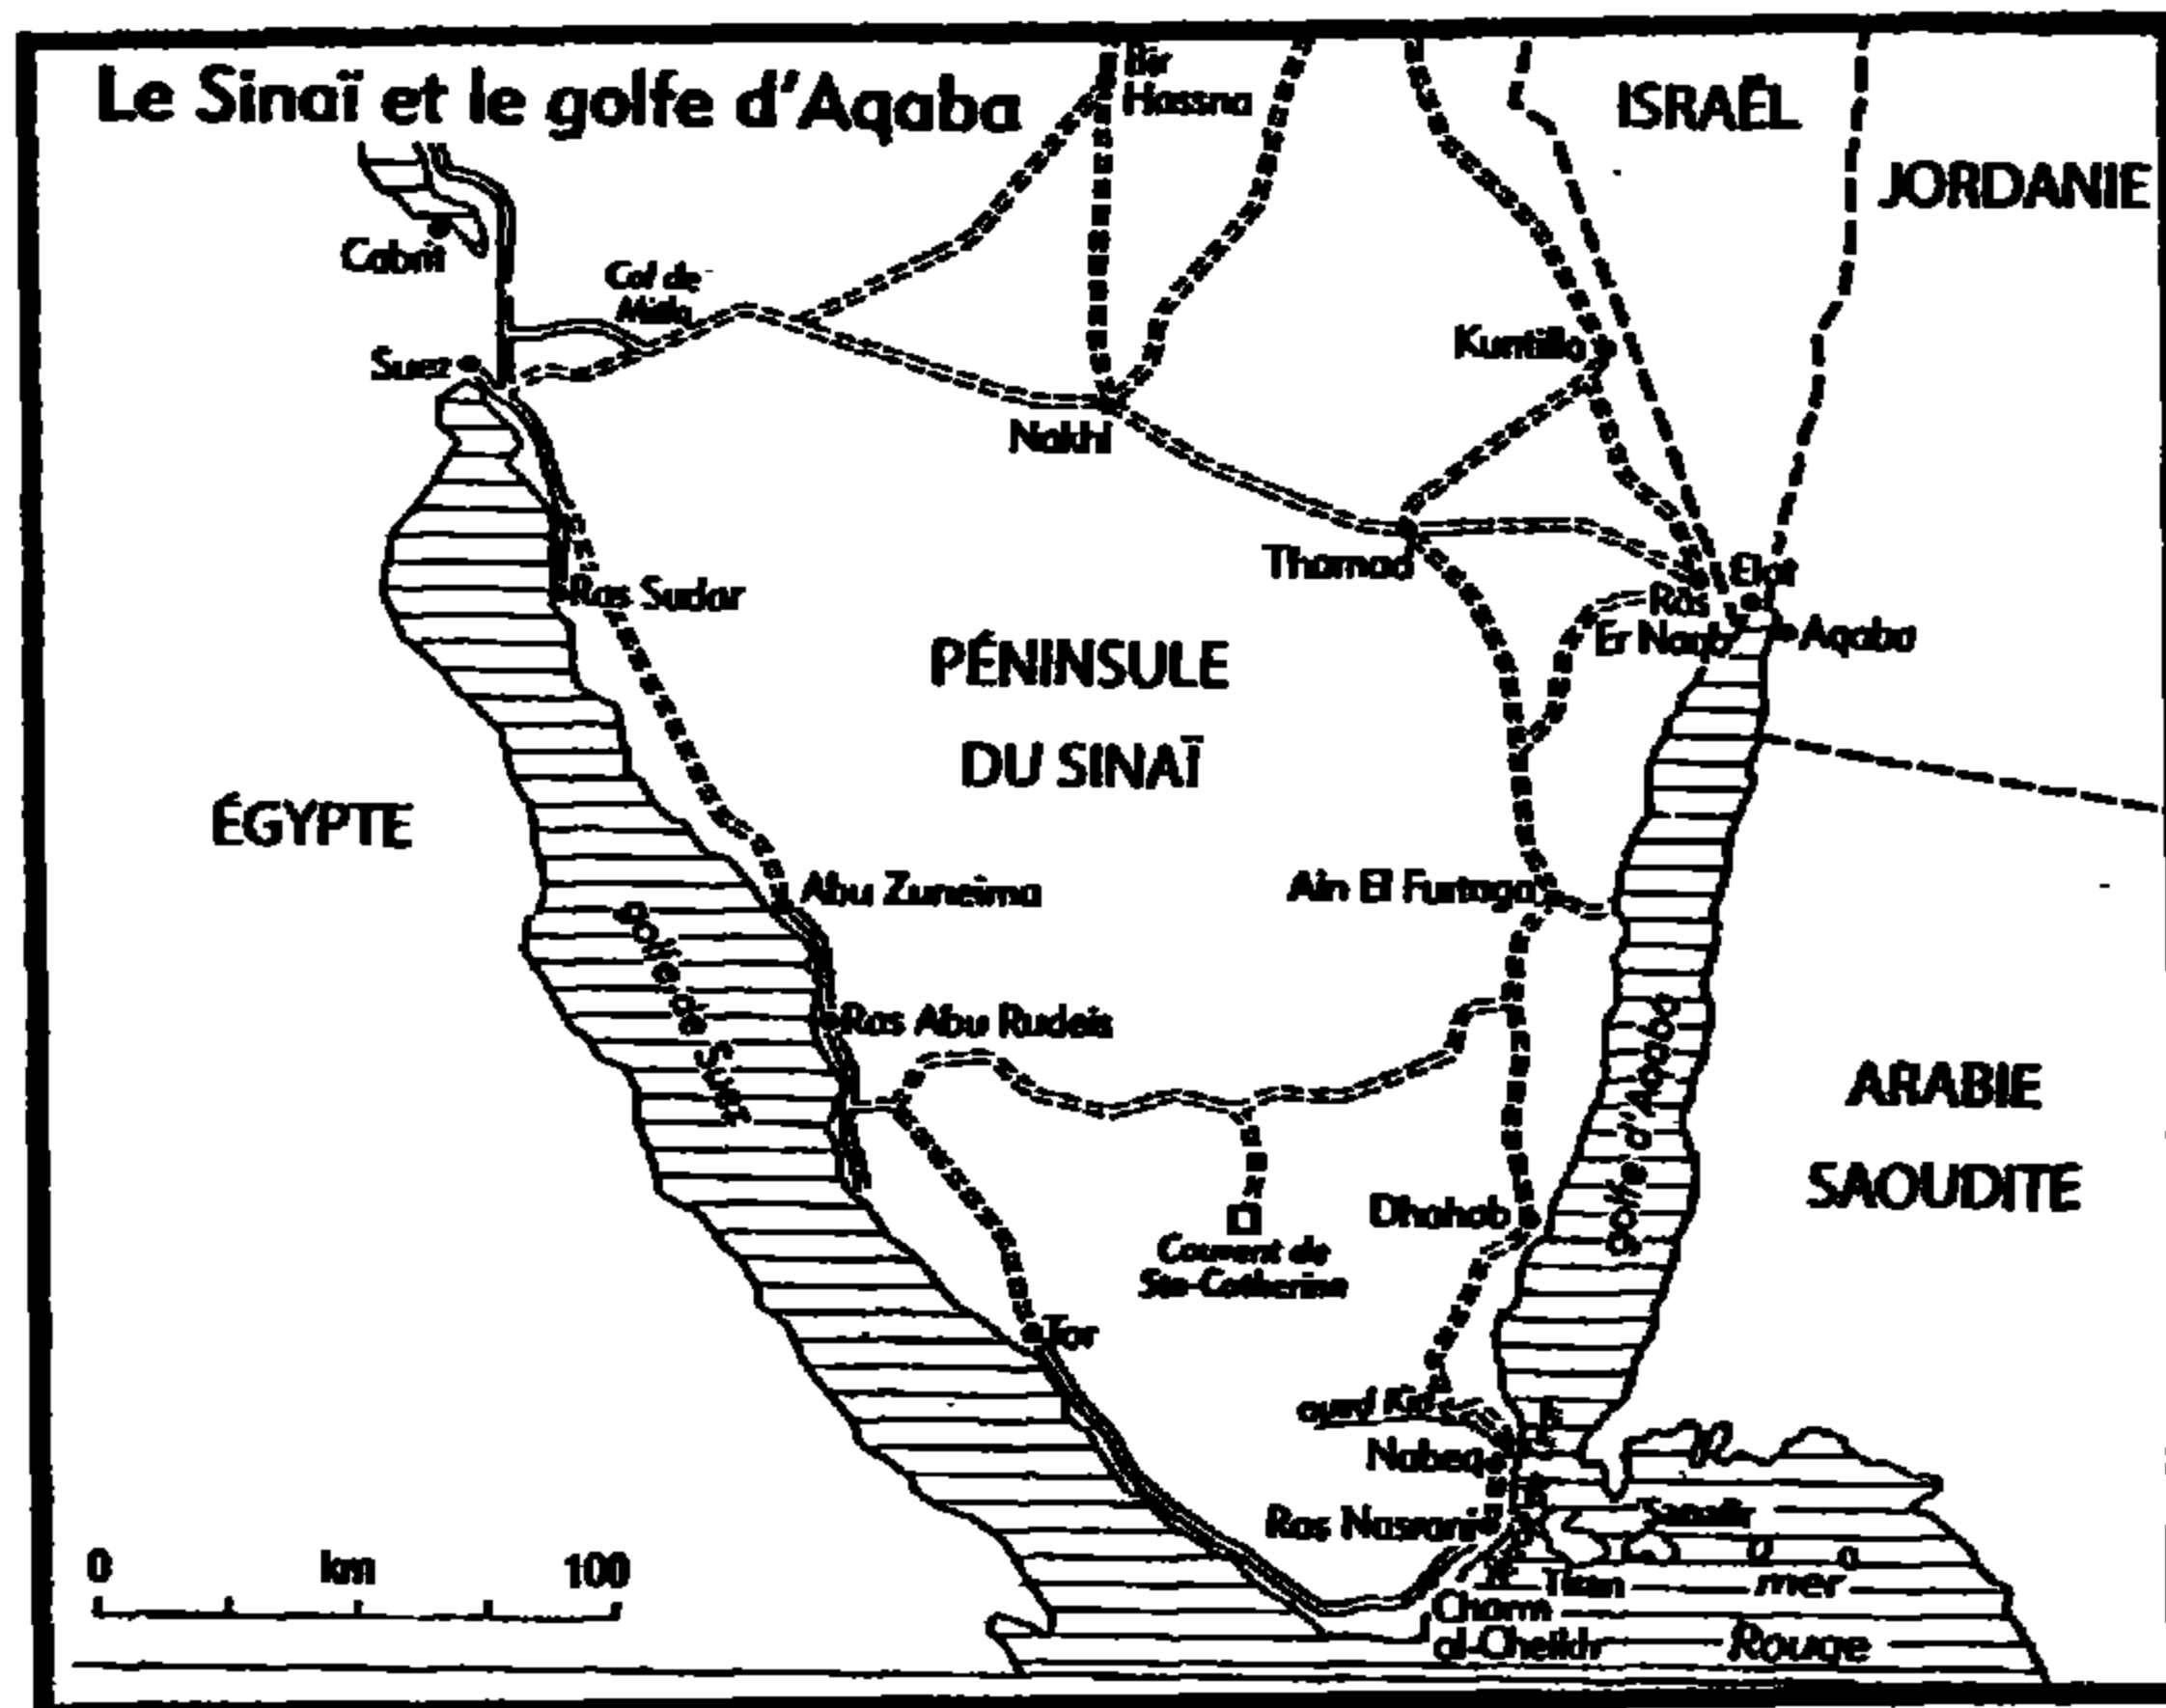 Le Sinaï et le golfe d'Aqaba
Bir
Hassna
ISRAËL
JORDANIE
Cabrit
Col de
Mitla
Suez
Kuntilla
Nakhl
Thamad
Elat
Ras
Er Naqb
Aqaba
Ras Sudar
PÉNINSULE
DU SINAÏ
ÉGYPTE
Abu Zuneima
Ain El Furtaga
golfe de Suez
Ras Abu Rudeis
golfe d'Aqaba
ARABIE
SAOUDITE
Dhahab
Couvent de
Ste-Catherine
Tor
oued Kid
Nabeq
Ras Nasrani
Sanafir
Tiran
mer
Rouge
Charm
al-Cheikh
0 km 100